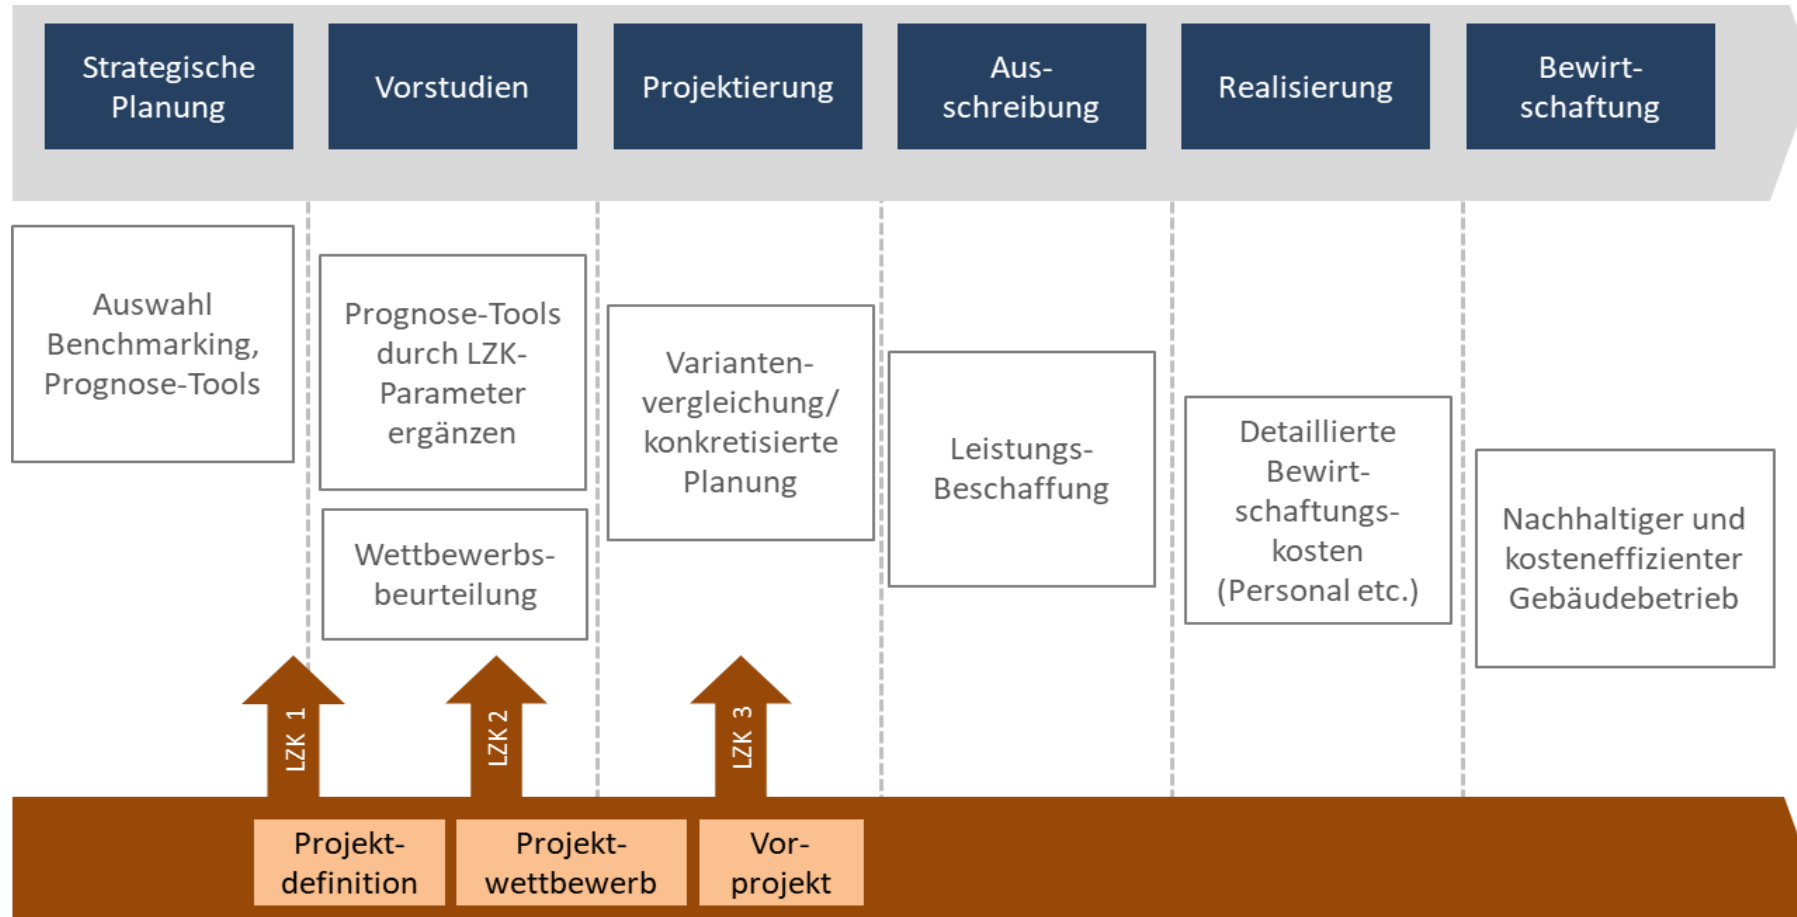 Strategische
Planung
Vorstudien
Projektierung
Aus-
schreibung
Realisierung
Bewirt-
schaftung
Auswahl
Benchmarking,
Prognose-Tools
Prognose-Tools
durch LZK-
Parameter
ergänzen
Wettbewerbs-
beurteilung
Varianten-
vergleichung/
konkretisierte
Planung
Leistungs-
Beschaffung
Detaillierte
Bewirt-
schaftungs-
kosten
(Personal etc.)
Nachhaltiger und
kosteneffizienter
Gebäudebetrieb
LZK 1
LZK 2
LZK 3
Projekt-
definition
Projekt-
wettbewerb
Vor-
projekt